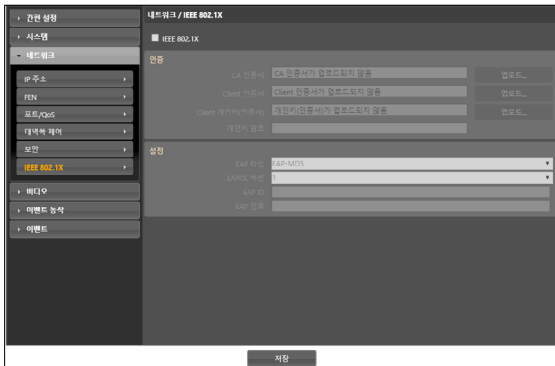 네트워크 / IEEE 802.1X
간편 설정
시스템
네트워크
IP 주소
FEN
포트/QoS
대역폭 제어
보안
IEEE 802.1X
비디오
이벤트 동작
이벤트
IEEE 802.1X
인증
CA 인증서 CA 인증서가 업로드되지 않음 업로드...
Client 인증서 Client 인증서가 업로드되지 않음 업로드...
Client 개인키(인증서) 개인키(인증서)가 업로드되지 않음 업로드...
개인키 암호
설정
EAP 타입 EAP-MD5
EAPOL 버전 1
EAP ID
EAP 암호
저장